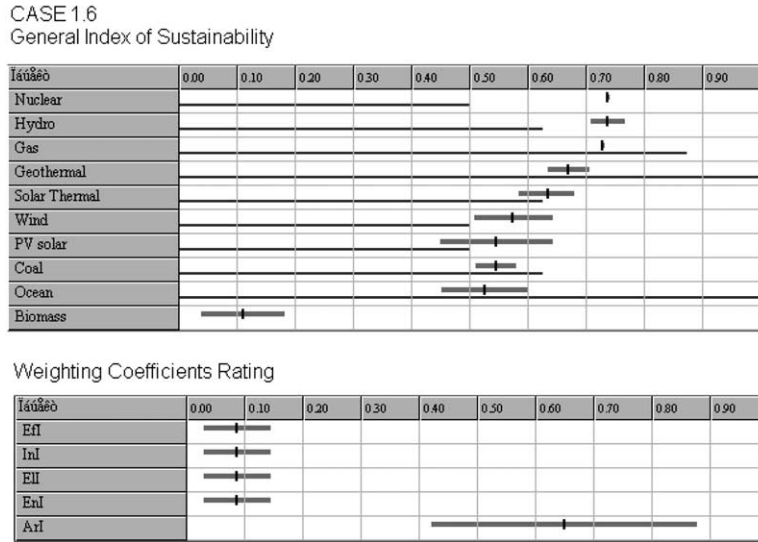 CASE 1.6
General Index of Sustainability
Ïáúåêò 0.00 0.10 0.20 0.30 0.40 0.50 0.60 0.70 0.80 0.90
Nuclear
Hydro
Gas
Geothermal
Solar Thermal
Wind
PV solar
Coal
Ocean
Biomass
Weighting Coefficients Rating
Ïáúåêò 0.00 0.10 0.20 0.30 0.40 0.50 0.60 0.70 0.80 0.90
EfI
InI
ElI
EnI
ArI